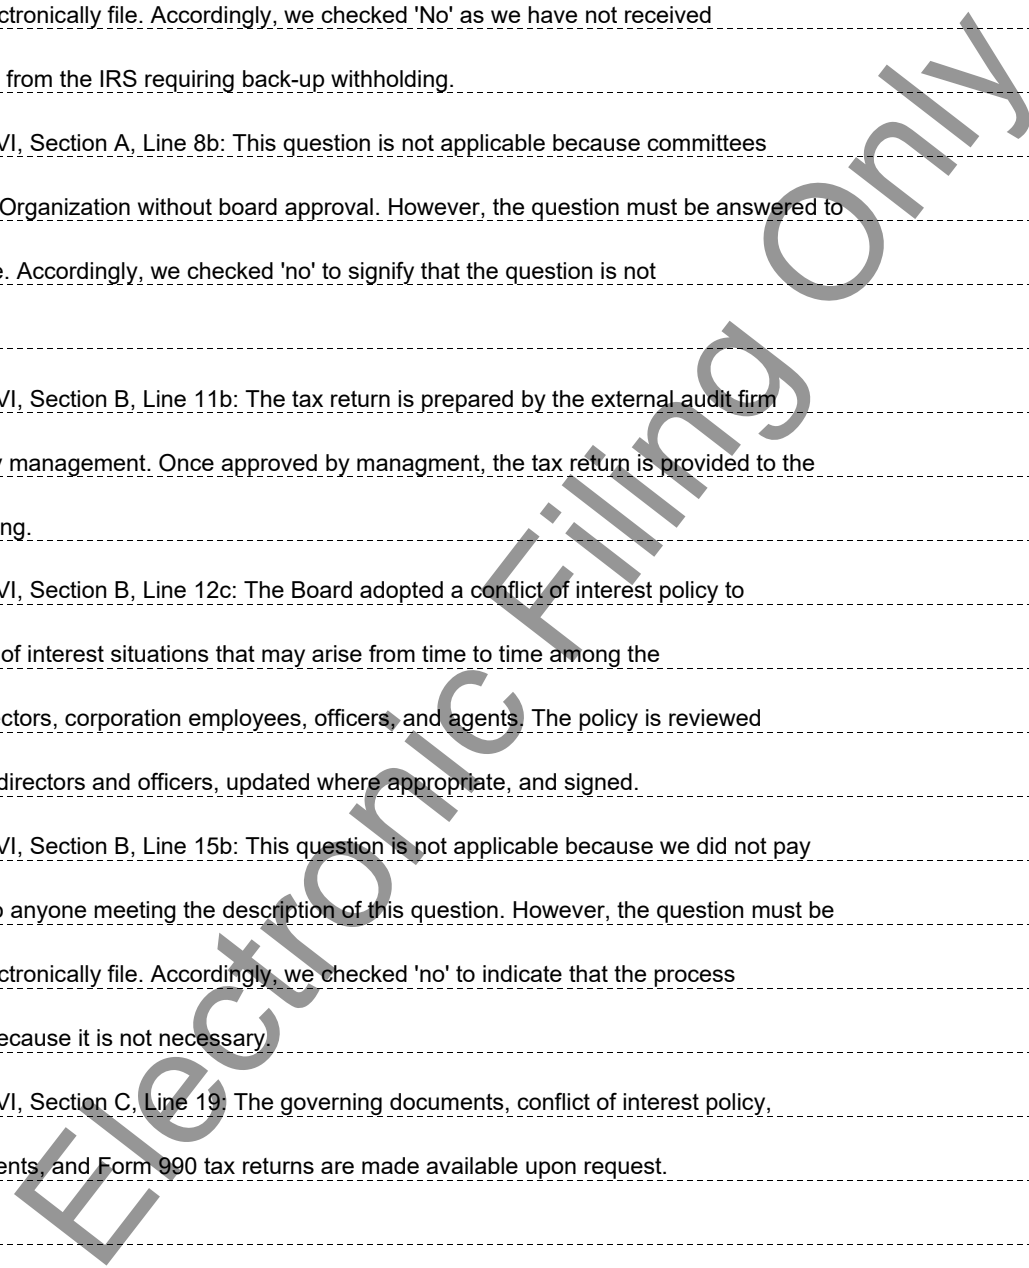 ctronically file. Accordingly, we checked 'No' as we have not received
from the IRS requiring back-up withholding.
VI, Section A, Line 8b: This question is not applicable because committees
Organization without board approval. However, the question must be answered to
e. Accordingly, we checked 'no' to signify that the question is not
VI, Section B, Line 11b: The tax return is prepared by the external audit firm
y management. Once approved by managment, the tax return is provided to the
ng.
VI, Section B, Line 12c: The Board adopted a conflict of interest policy to
of interest situations that may arise from time to time among the
ctors, corporation employees, officers, and agents. The policy is reviewed
directors and officers, updated where appropriate, and signed.
VI, Section B, Line 15b: This question is not applicable because we did not pay
o anyone meeting the description of this question. However, the question must be
ctronically file. Accordingly, we checked 'no' to indicate that the process
ecause it is not necessary.
VI, Section C, Line 19: The governing documents, conflict of interest policy,
ents, and Form 990 tax returns are made available upon request.
Electronic Filing Only